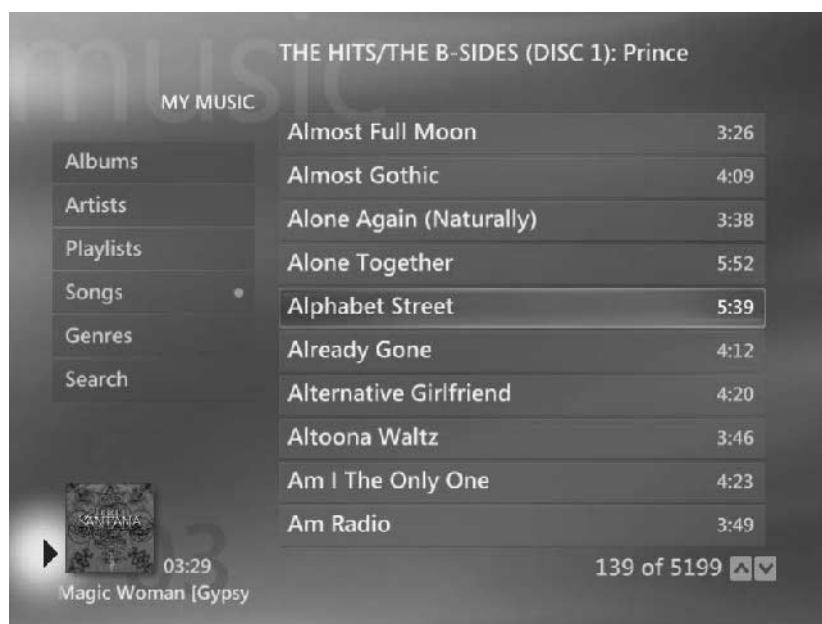 music
THE HITS/THE B-SIDES (DISC 1): Prince
MY MUSIC
Albums
Artists
Playlists
Songs
Genres
Search
Almost Full Moon 3:26
Almost Gothic 4:09
Alone Again (Naturally) 3:38
Alone Together 5:52
Alphabet Street 5:39
Already Gone 4:12
Alternative Girlfriend 4:20
Altoona Waltz 3:46
Am I The Only One 4:23
Am Radio 3:49
SANTANA
03
03:29
Magic Woman [Gypsy
139 of 5199